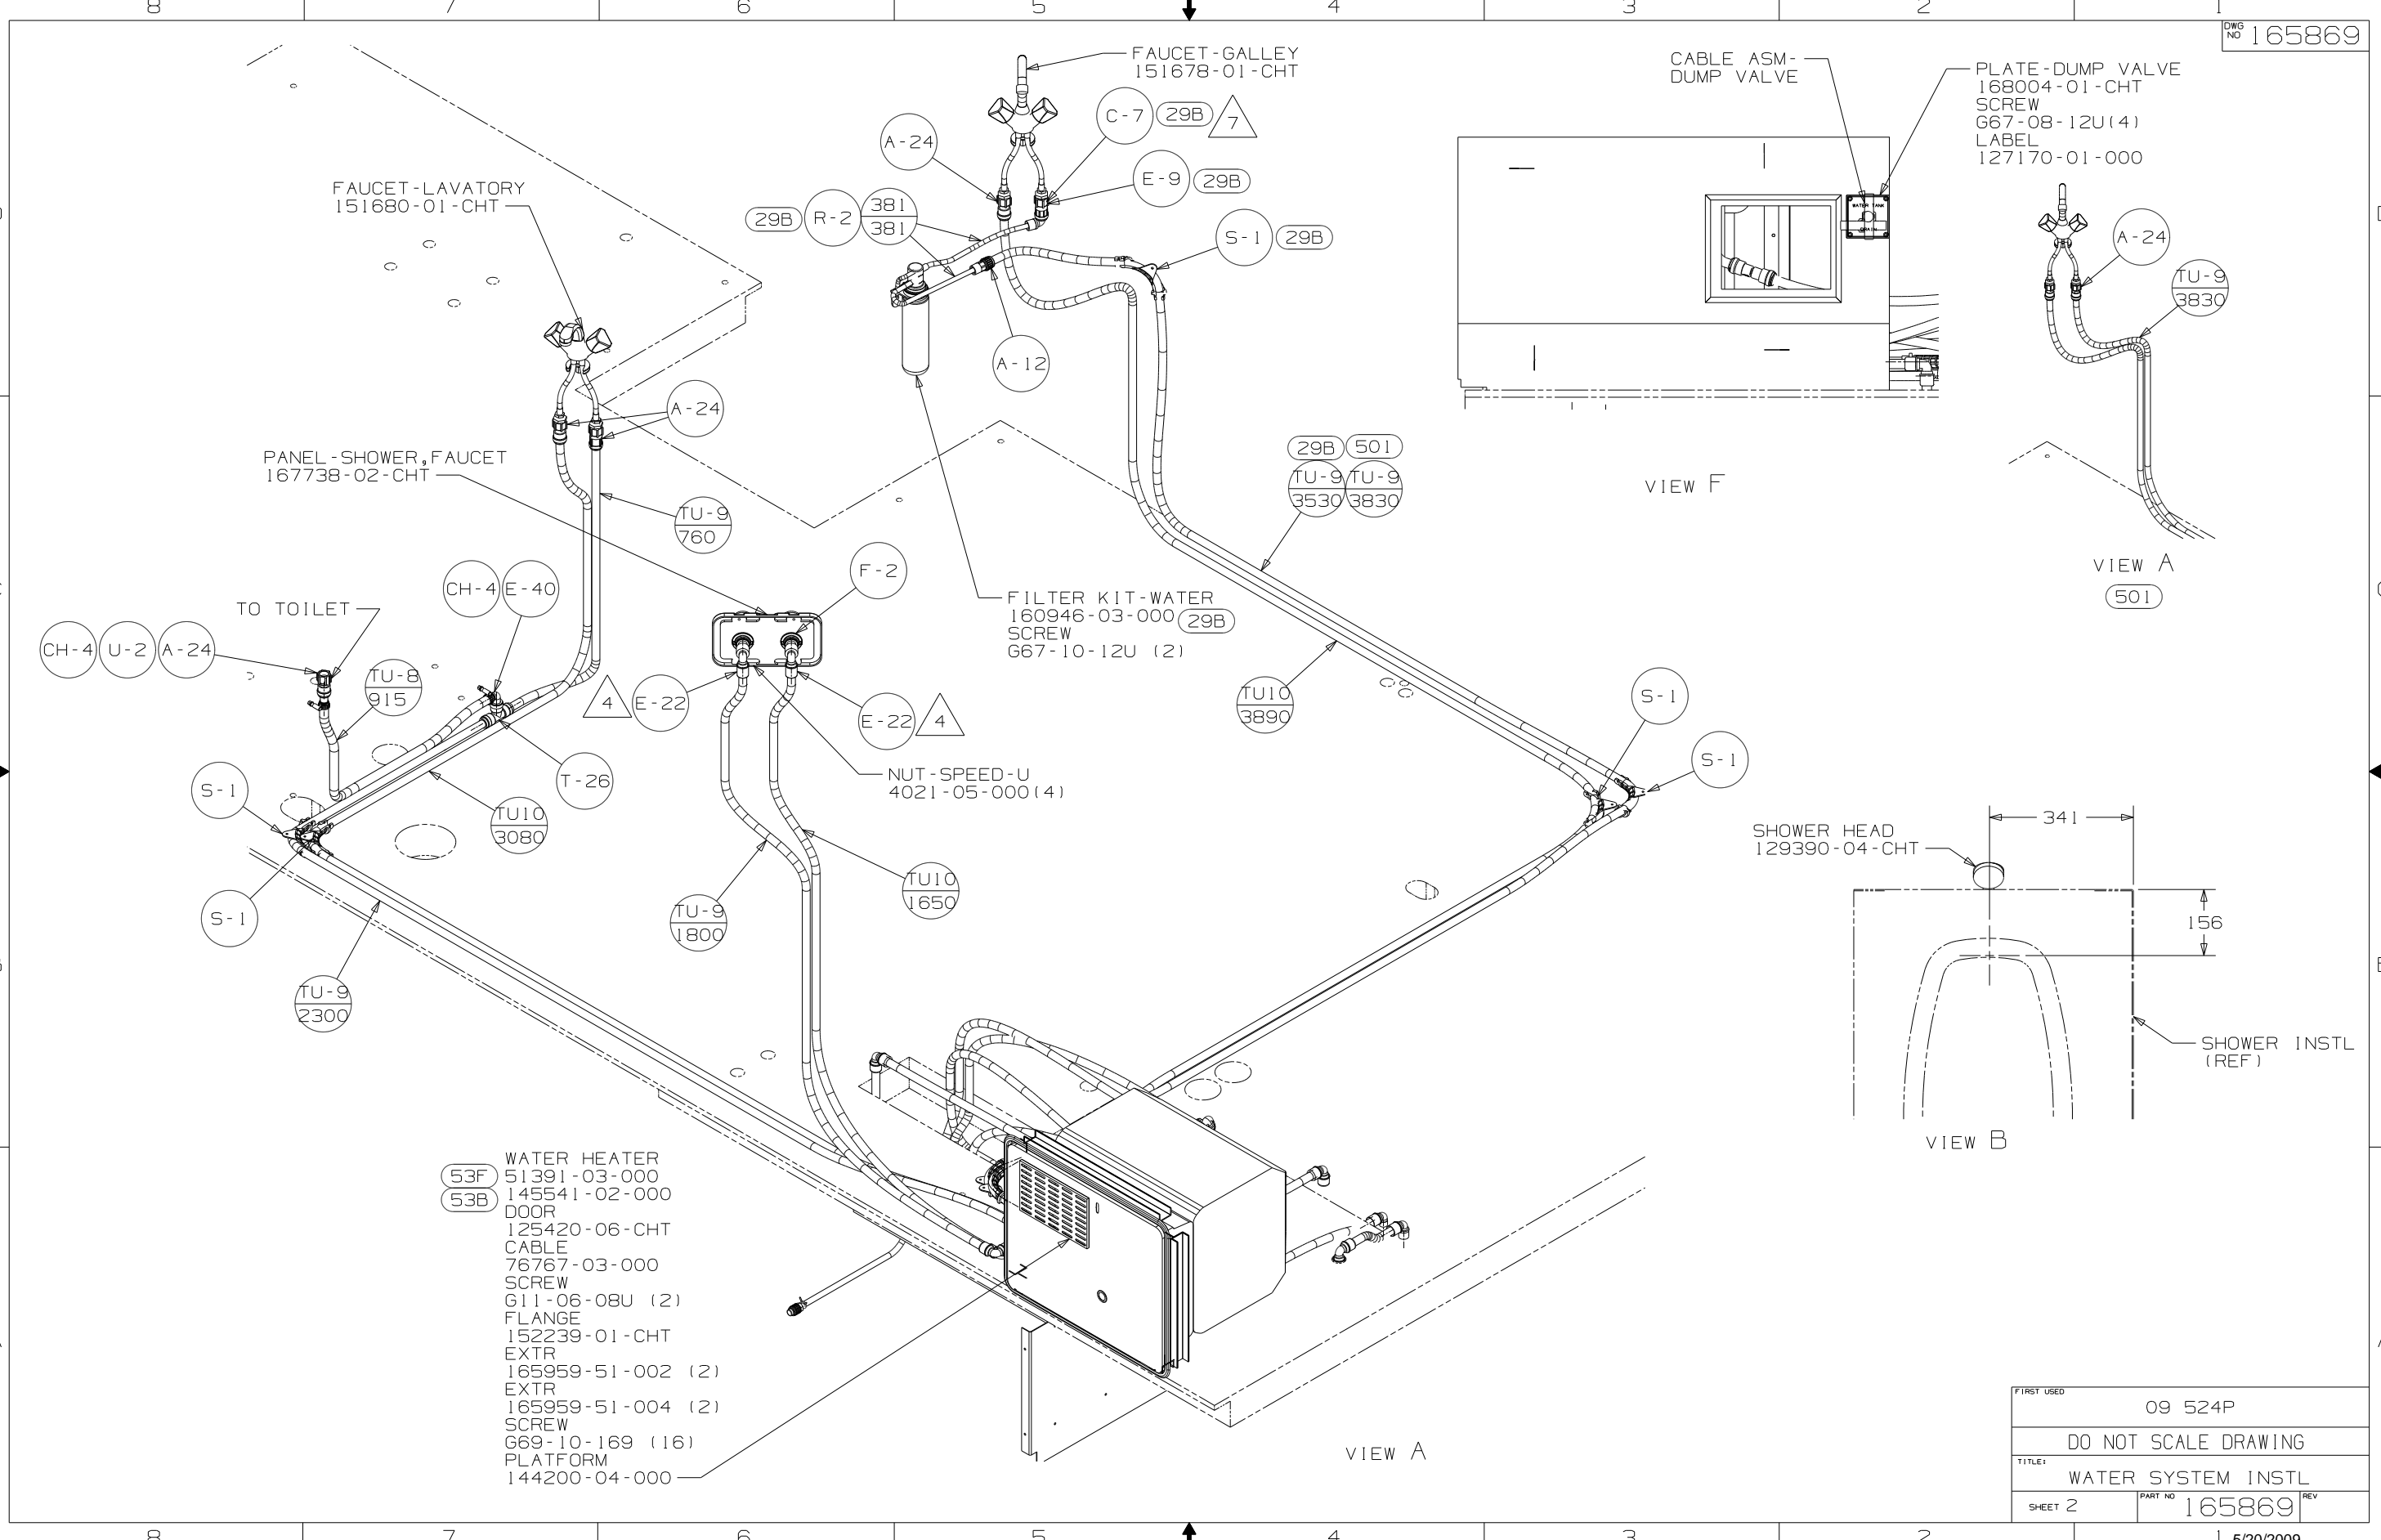 8 7 6 5 4 3 2 1
DWG NO 165869
FAUCET-GALLEY
151678-01-CHT
C-7 29B 7
A-24
E-9 29B
29B R-2 381
381
S-1 29B
A-12
FAUCET-LAVATORY
151680-01-CHT
A-24
PANEL-SHOWER,FAUCET
167738-02-CHT
TU-9
760
CH-4 E-40
F-2
TO TOILET
CH-4 U-2 A-24
TU-8
915
4 E-22
E-22 4
FILTER KIT-WATER
160946-03-000 29B
SCREW
G67-10-12U (2)
29B 501
TU-9 TU-9
3530 3830
TU10
3890
S-1
S-1
NUT-SPEED-U
4021-05-000(4)
S-1
T-26
TU10
3080
S-1
TU-9
2300
TU-9
1800
TU10
1650
CABLE ASM-
DUMP VALVE
PLATE-DUMP VALVE
168004-01-CHT
SCREW
G67-08-12U(4)
LABEL
127170-01-000
WATER TANK
DRAIN
VIEW F
A-24
TU-9
3830
VIEW A
501
SHOWER HEAD
129390-04-CHT
341
156
SHOWER INSTL
(REF)
VIEW B
WATER HEATER
53F 51391-03-000
53B 145541-02-000
DOOR
125420-06-CHT
CABLE
76767-03-000
SCREW
G11-06-08U (2)
FLANGE
152239-01-CHT
EXTR
165959-51-002 (2)
EXTR
165959-51-004 (2)
SCREW
G69-10-169 (16)
PLATFORM
144200-04-000
VIEW A
FIRST USED
09 524P
DO NOT SCALE DRAWING
TITLE:
WATER SYSTEM INSTL
SHEET 2 PART NO 165869 REV
8 7 6 5 4 3 2 1
5/20/2009